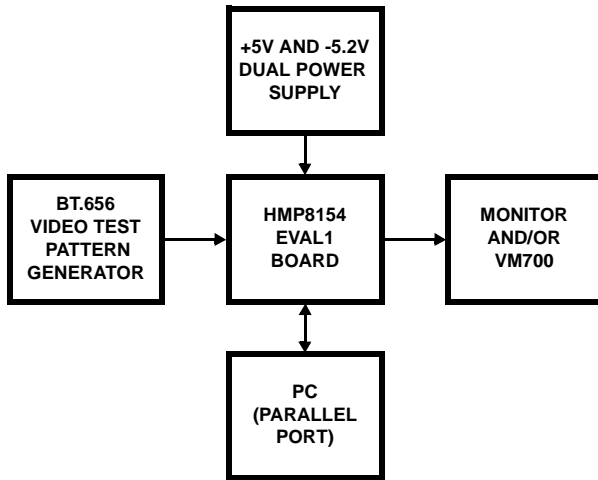 +5V AND -5.2V
DUAL POWER
SUPPLY
BT.656
VIDEO TEST
PATTERN
GENERATOR
HMP8154
EVAL1
BOARD
MONITOR
AND/OR
VM700
PC
(PARALLEL
PORT)